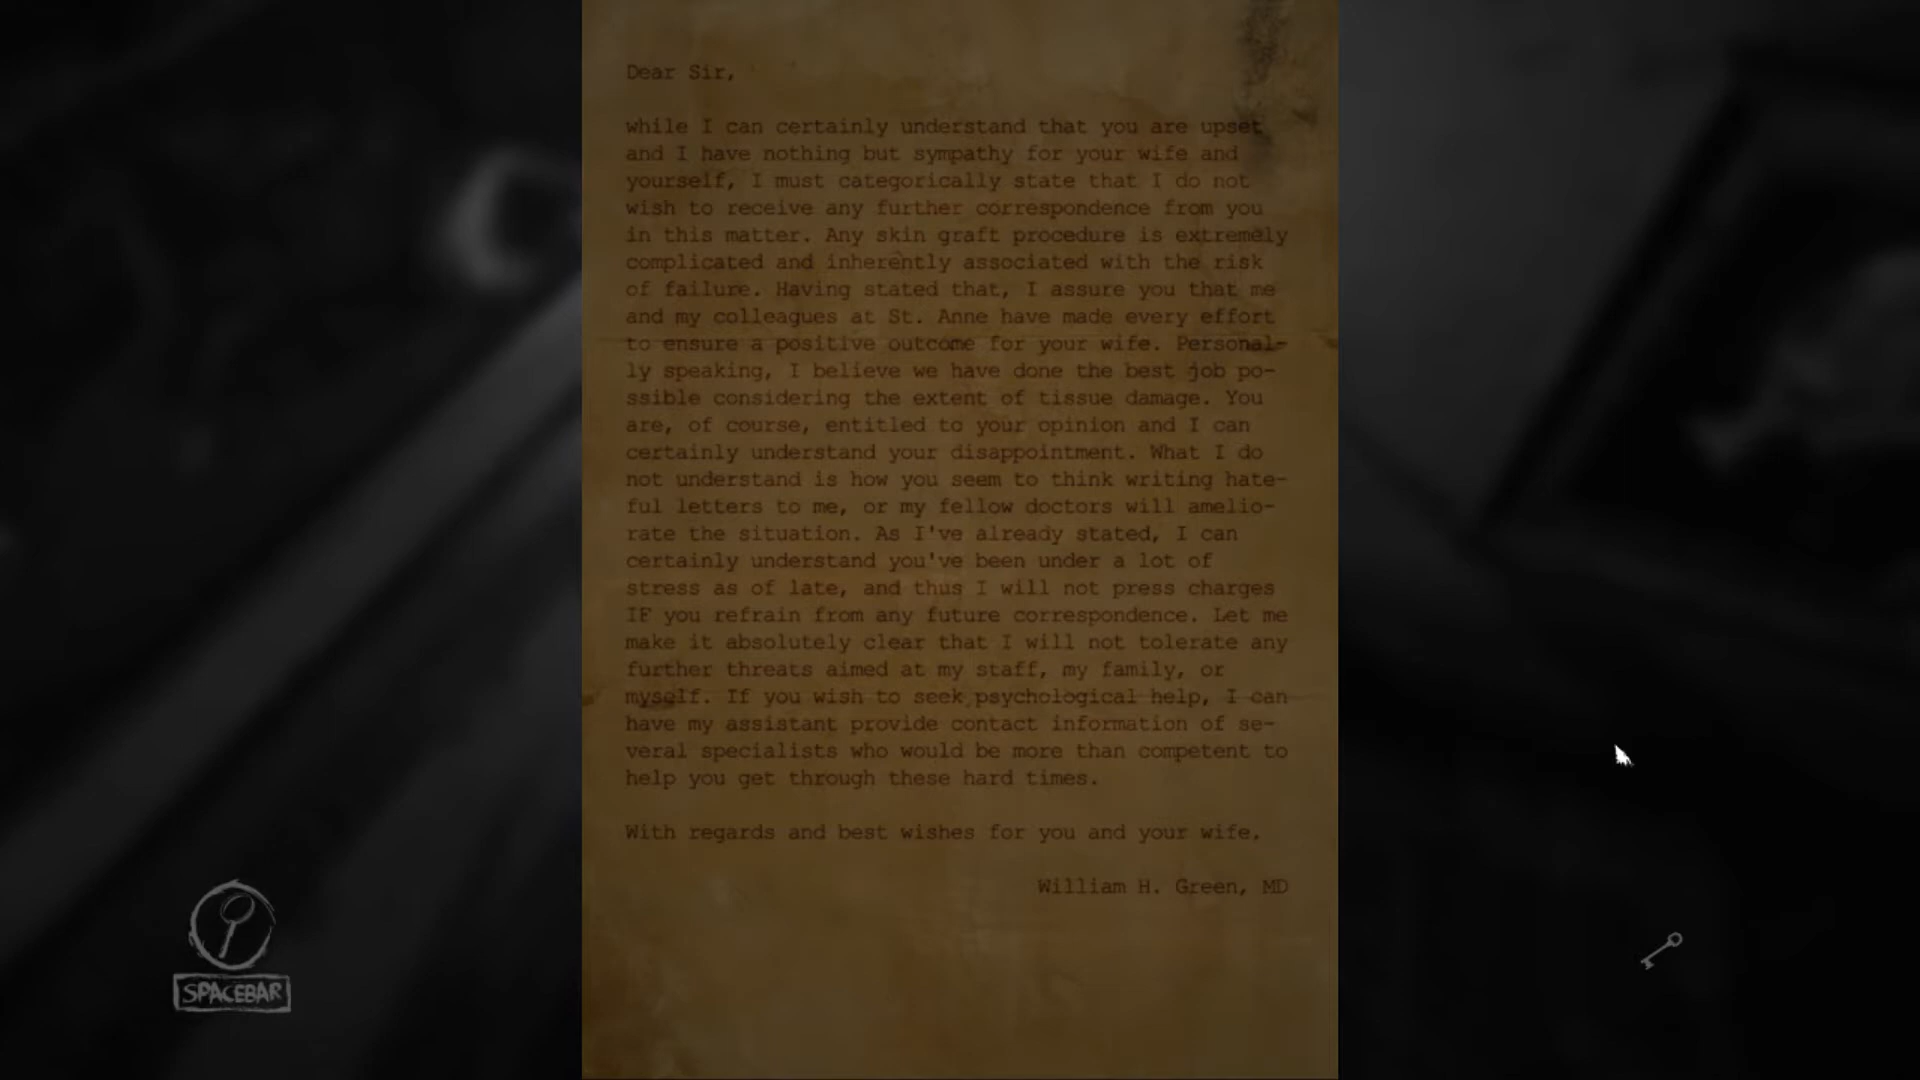 Dear Sir,
while I can certainly understand that you are upset
and I have nothing but sympathy for your wife and
yourself, I must categorically state that I do not
wish to receive any further correspondence from you
in this matter. Any skin graft procedure is extremely
complicated and inherently associated with the risk
of failure. Having stated that, I assure you that me
and my colleagues at St. Anne have made every effort
to ensure a positive outcome for your wife. Personal-
ly speaking, I believe we have done the best job po-
ssible considering the extent of tissue damage. You
are, of course, entitled to your opinion and I can
certainly understand your disappointment. What I do
not understand is how you seem to think writing hate-
ful letters to me, or my fellow doctors will amelio-
rate the situation. As I've already stated, I can
certainly understand you've been under a lot of
stress as of late, and thus I will not press charges
IF you refrain from any future correspondence. Let me
make it absolutely clear that I will not tolerate any
further threats aimed at my staff, my family, or
myself. If you wish to seek psychological help, I can
have my assistant provide contact information of se-
veral specialists who would be more than competent to
help you get through these hard times.
With regards and best wishes for you and your wife,
William H. Green, MD
SPACEBAR